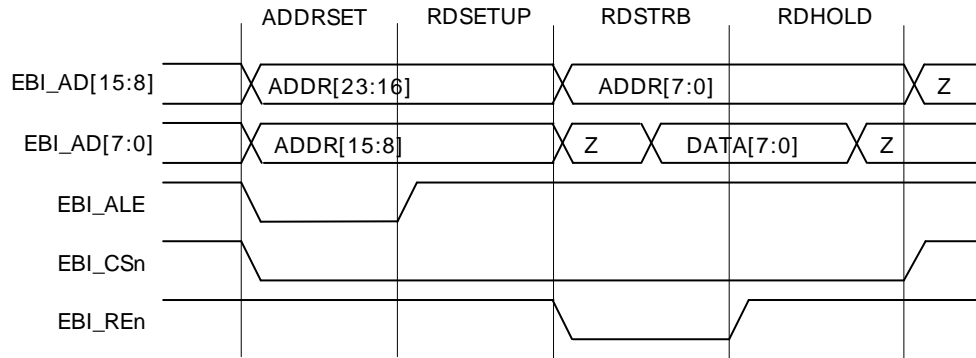 ADDRSET RDSETUP RDSTRB RDHOLD
EBI_AD[15:8] ADDR[23:16] ADDR[7:0] Z
EBI_AD[7:0] ADDR[15:8] Z DATA[7:0] Z
EBI_ALE
EBI_CSn
EBI_REn